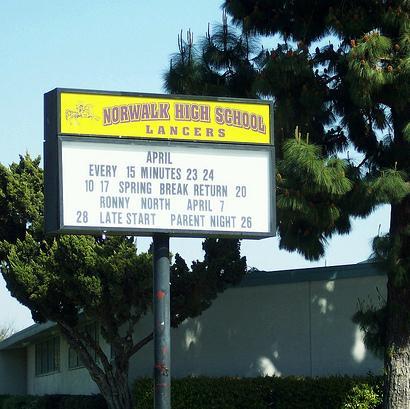 NORWALK HIGH SCHOOL
LANCERS
APRIL
EVERY 15 MINUTES 23 24
10 17 SPRING BREAK RETURN 20
RONNY NORTH APRIL 7
28 LATE START PARENT NIGHT 26